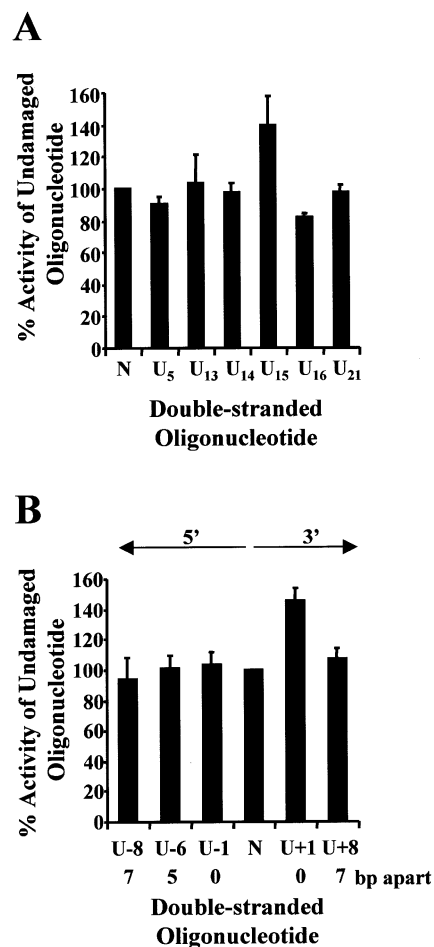 A
% Activity of Undamaged
Oligonucleotide
160
140
120
100
80
60
40
20
0
N U5 U13 U14 U15 U16 U21
Double-stranded
Oligonucleotide
B
5’ 3’
% Activity of Undamaged
Oligonucleotide
160
140
120
100
80
60
40
20
0
U-8 U-6 U-1 N U+1 U+8
7 5 0 0 7 bp apart
Double-stranded
Oligonucleotide